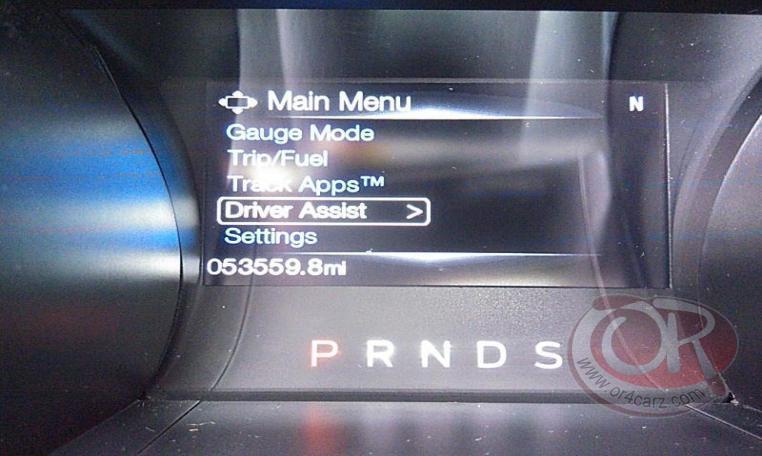 Main Menu N
Gauge Mode
Trip/Fuel
Track Apps™
Driver Assist >
Settings
053559.8mi
P R N D S
OR
www.or4carz.com